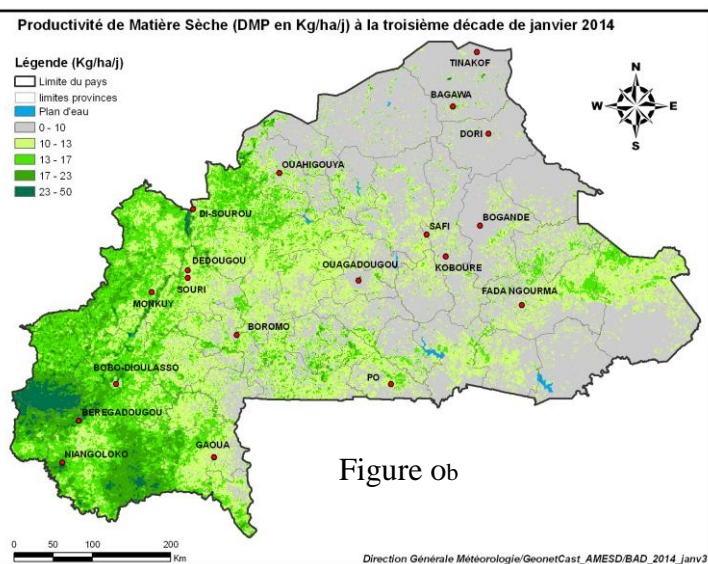 Productivité de Matière Sèche (DMP en Kg/ha/j) à la troisième décade de janvier 2014
Légende (Kg/ha/j)
Limite du pays
limites provinces
Plan d'eau
0 - 10
10 - 13
13 - 17
17 - 23
23 - 50
N
W
E
S
TINAKOF
BAGAWA
DORI
OUAHIGOUYA
DI-SOUROU
SAFI
BOGANDE
DEDOUGOU
SOURI
OUAGADOUGOU
KOBOURE
MONKUY
FADA NGOURMA
BOROMO
BOBO-DIOULASSO
PO
BEREGADOUGOU
NIANGOLOKO
GAOUA
Figure 0b
0 50 100 200
Km
Direction Générale Météorologie/GeonetCast_AMESD/BAD_2014_janv3